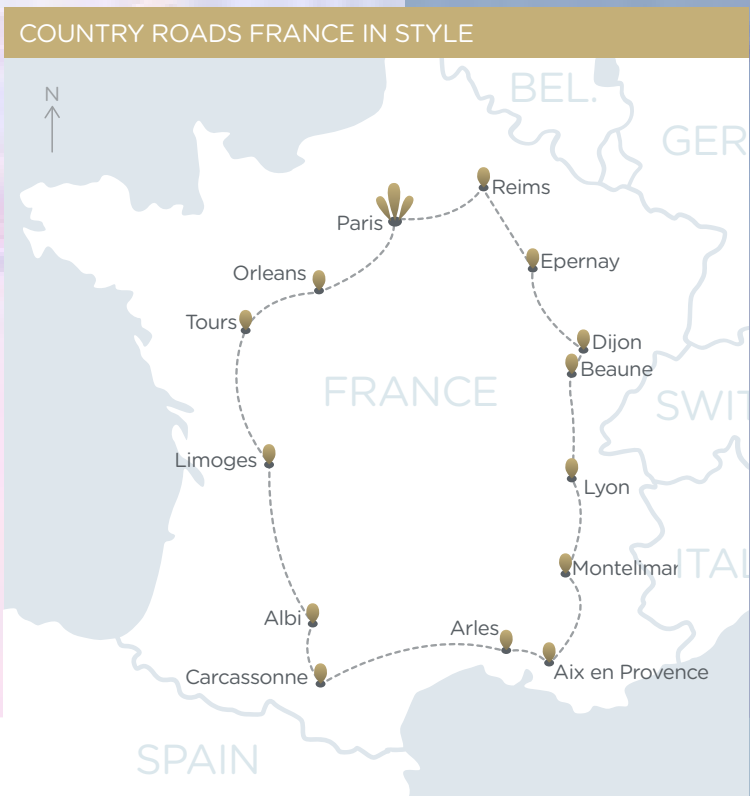 COUNTRY ROADS FRANCE IN STYLE
N
BEL.
GER
Reims
Paris
Epernay
Orleans
Tours
Dijon
Beaune
FRANCE
SWIT
Limoges
Lyon
Montelimar
ITAL
Albi
Arles
Carcassonne
Aix en Provence
SPAIN